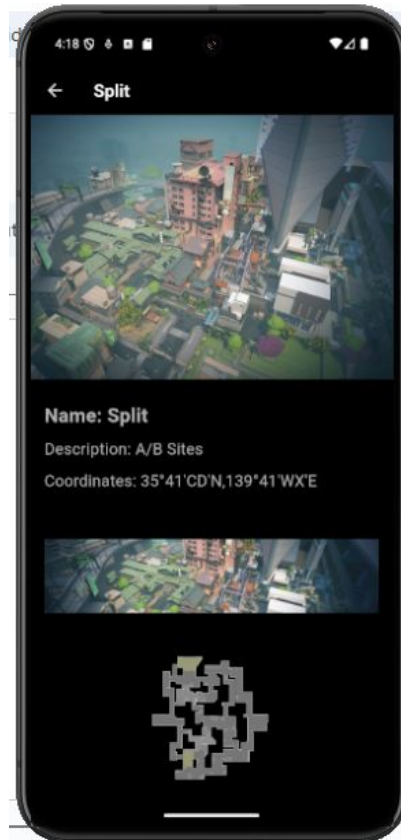 4:18
Split
Name: Split
Description: A/B Sites
Coordinates: 35°41'CD'N,139°41'WX'E